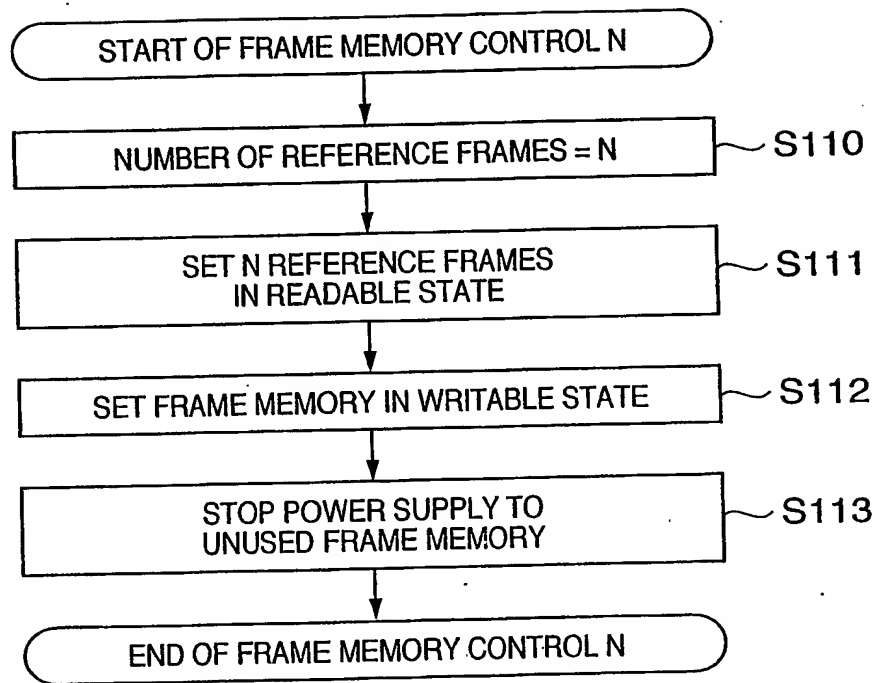 START OF FRAME MEMORY CONTROL N
NUMBER OF REFERENCE FRAMES = N
S110
SET N REFERENCE FRAMES
IN READABLE STATE
S111
SET FRAME MEMORY IN WRITABLE STATE
S112
STOP POWER SUPPLY TO
UNUSED FRAME MEMORY
S113
END OF FRAME MEMORY CONTROL N